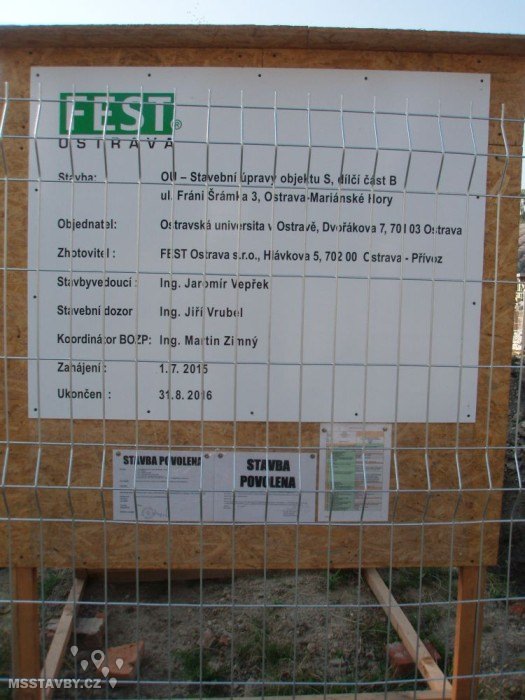 FEST®
OSTRAVA
Stavba: OU – Stavební úpravy objektu S, dílčí část B
ul. Fráni Šrámka 3, Ostrava-Mariánské Hory
Objednatel: Ostravská universita v Ostravě, Dvořákova 7, 701 03 Ostrava
Zhotovitel : FEST Ostrava s.r.o., Hlávkova 5, 702 00 Ostrava - Přívoz
Stavbyvedoucí : Ing. Jaromír Vepřek
Stavební dozor Ing. Jiří Vrubel
Koordinátor BOZP: Ing. Martin Zimný
Zahájení : 1. 7. 2015
Ukončení : 31.8. 2016
STAVBA POVOLENA
STAVBA
POVOLENA
MSSTAVBY.CZ